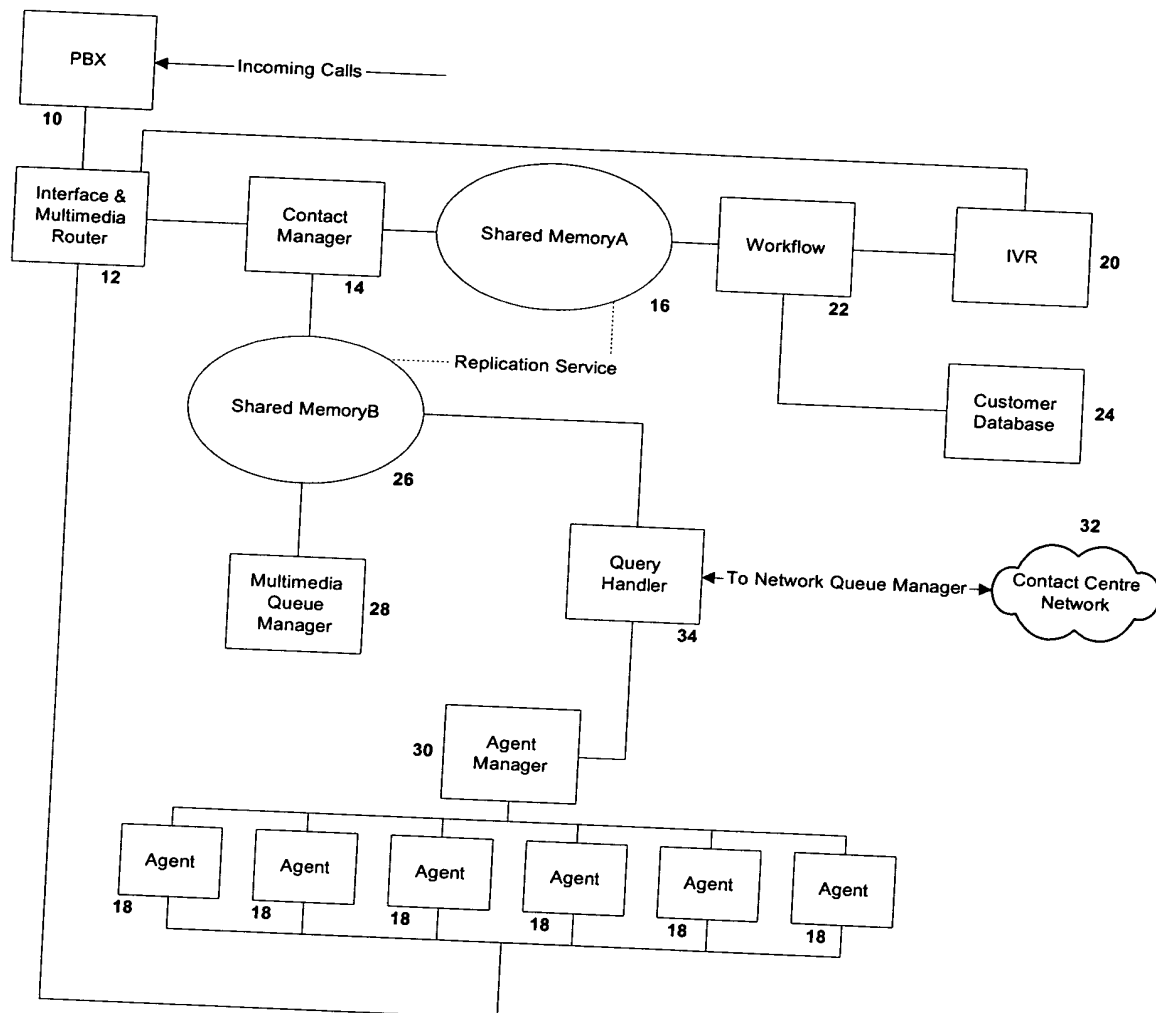 PBX
Incoming Calls
10
Interface &
Multimedia
Router
12
Contact
Manager
14
Shared MemoryA
16
Workflow
22
IVR
20
Replication Service
Shared MemoryB
26
Customer
Database
24
Multimedia
Queue
Manager
28
Query
Handler
34
To Network Queue Manager
32
Contact Centre
Network
30
Agent
Manager
Agent
18
Agent
18
Agent
18
Agent
18
Agent
18
Agent
18